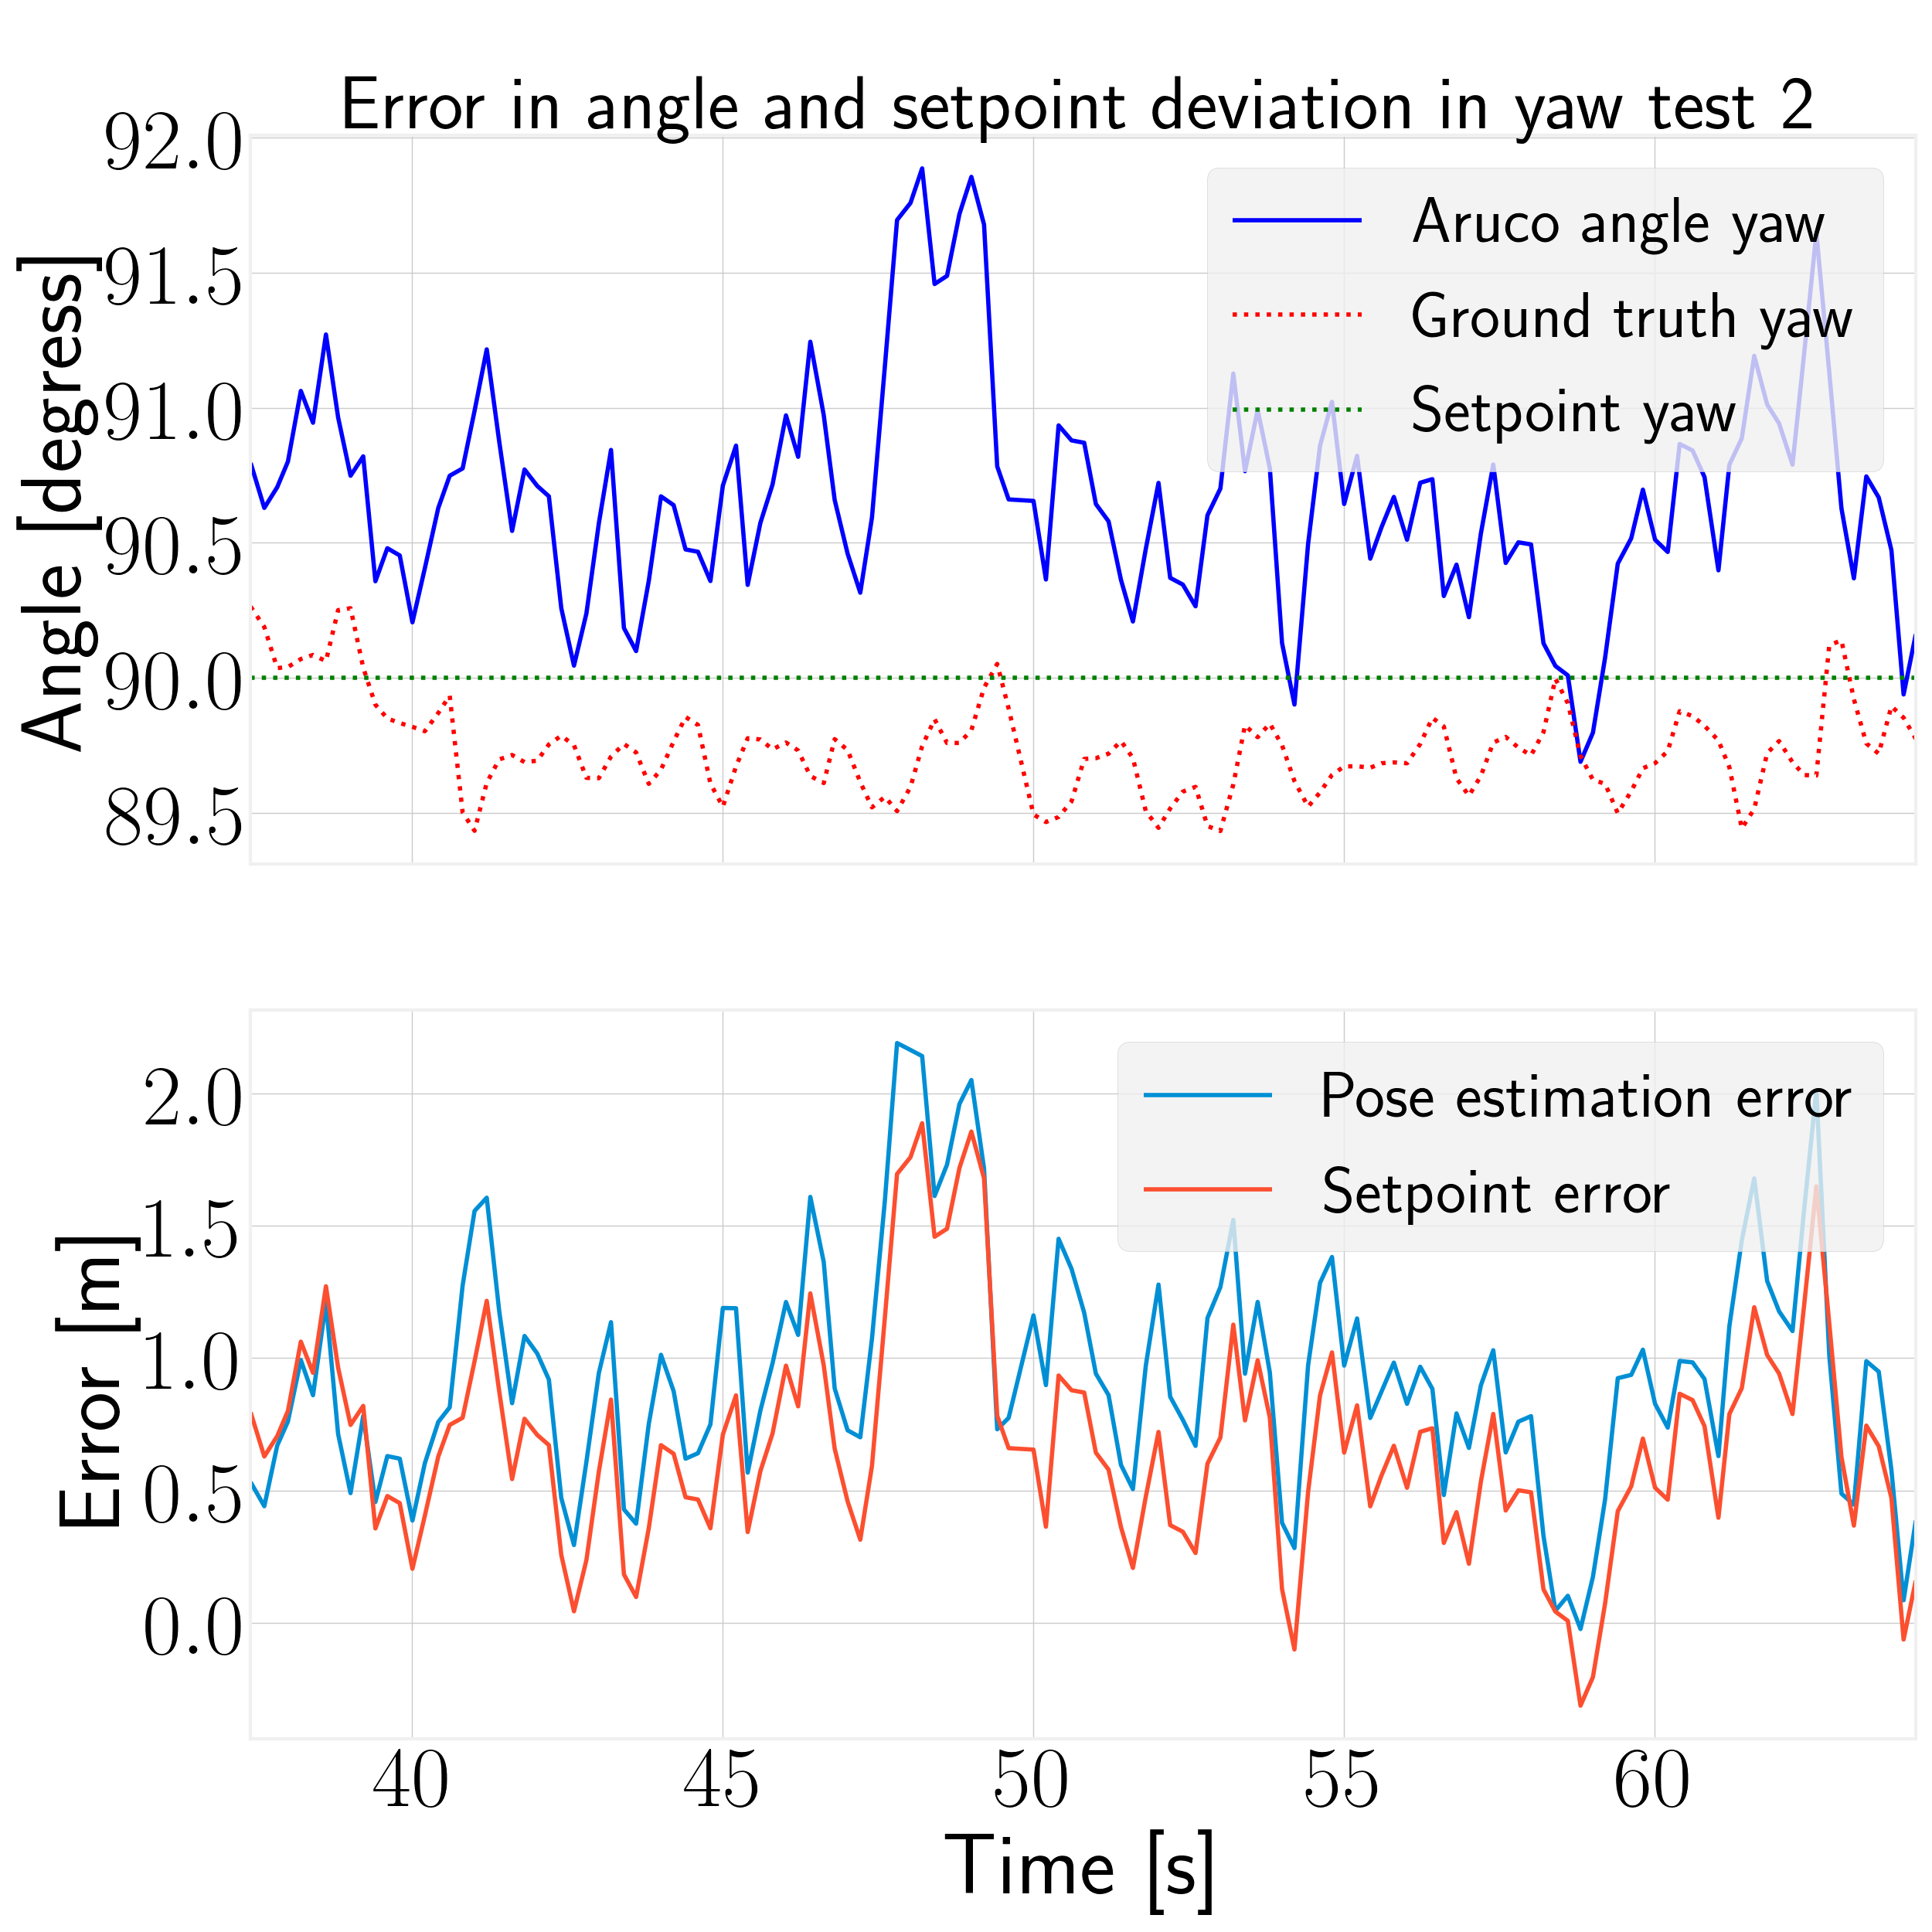 Error in angle and setpoint deviation in yaw test 2
Angle [degress]
92.0
91.5
91.0
90.5
90.0
89.5
Aruco angle yaw
Ground truth yaw
Setpoint yaw
Error [m]
2.0
1.5
1.0
0.5
0.0
Pose estimation error
Setpoint error
40 45 50 55 60
Time [s]